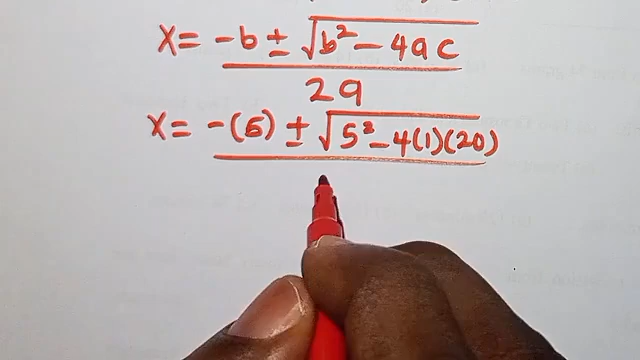 x = -b ± √b² - 4ac
2a
x = -(5) ± √5² - 4(1)(20)